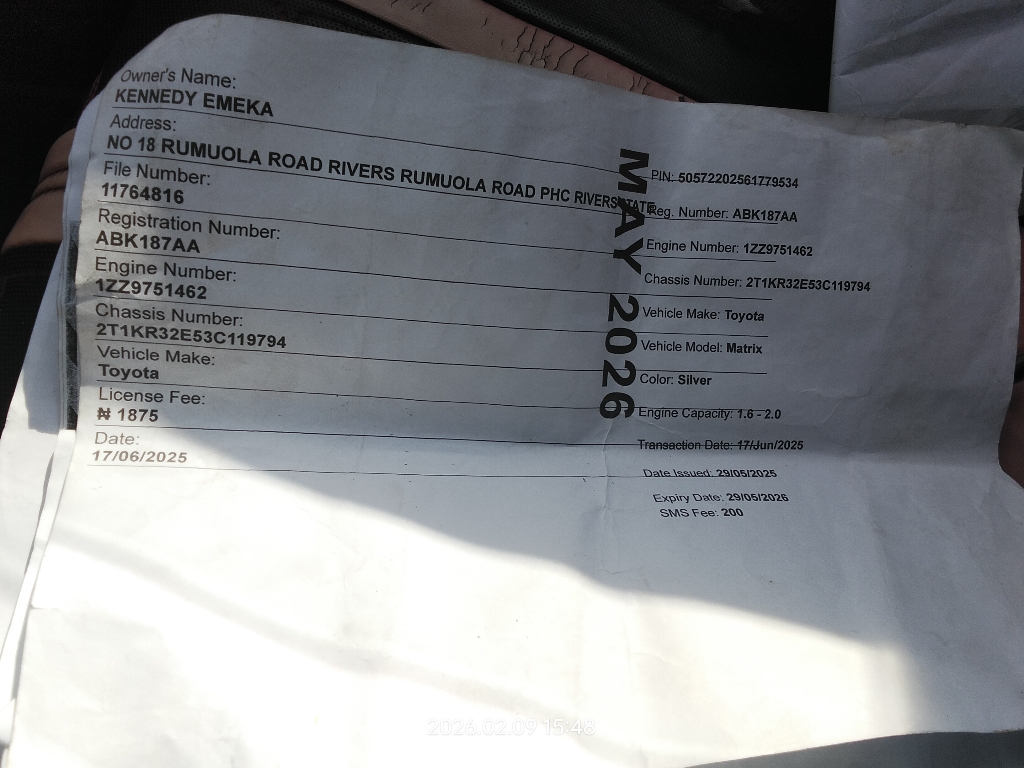 Owner's Name:
KENNEDY EMEKA
Address:
NO 18 RUMUOLA ROAD RIVERS RUMUOLA ROAD PHC RIVERS STATE
File Number:
11764816
Registration Number:
ABK187AA
Engine Number:
1ZZ9751462
Chassis Number:
2T1KR32E53C119794
Vehicle Make:
Toyota
License Fee:
₦ 1875
Date:
17/06/2025
MAY 2026
PIN: 50572202561779534
Reg. Number: ABK187AA
Engine Number: 1ZZ9751462
Chassis Number: 2T1KR32E53C119794
Vehicle Make: Toyota
Vehicle Model: Matrix
Color: Silver
Engine Capacity: 1.6 - 2.0
Transaction Date: 17/Jun/2025
Date Issued: 29/05/2025
Expiry Date: 29/05/2026
SMS Fee: 200
2026.02.09 15:48